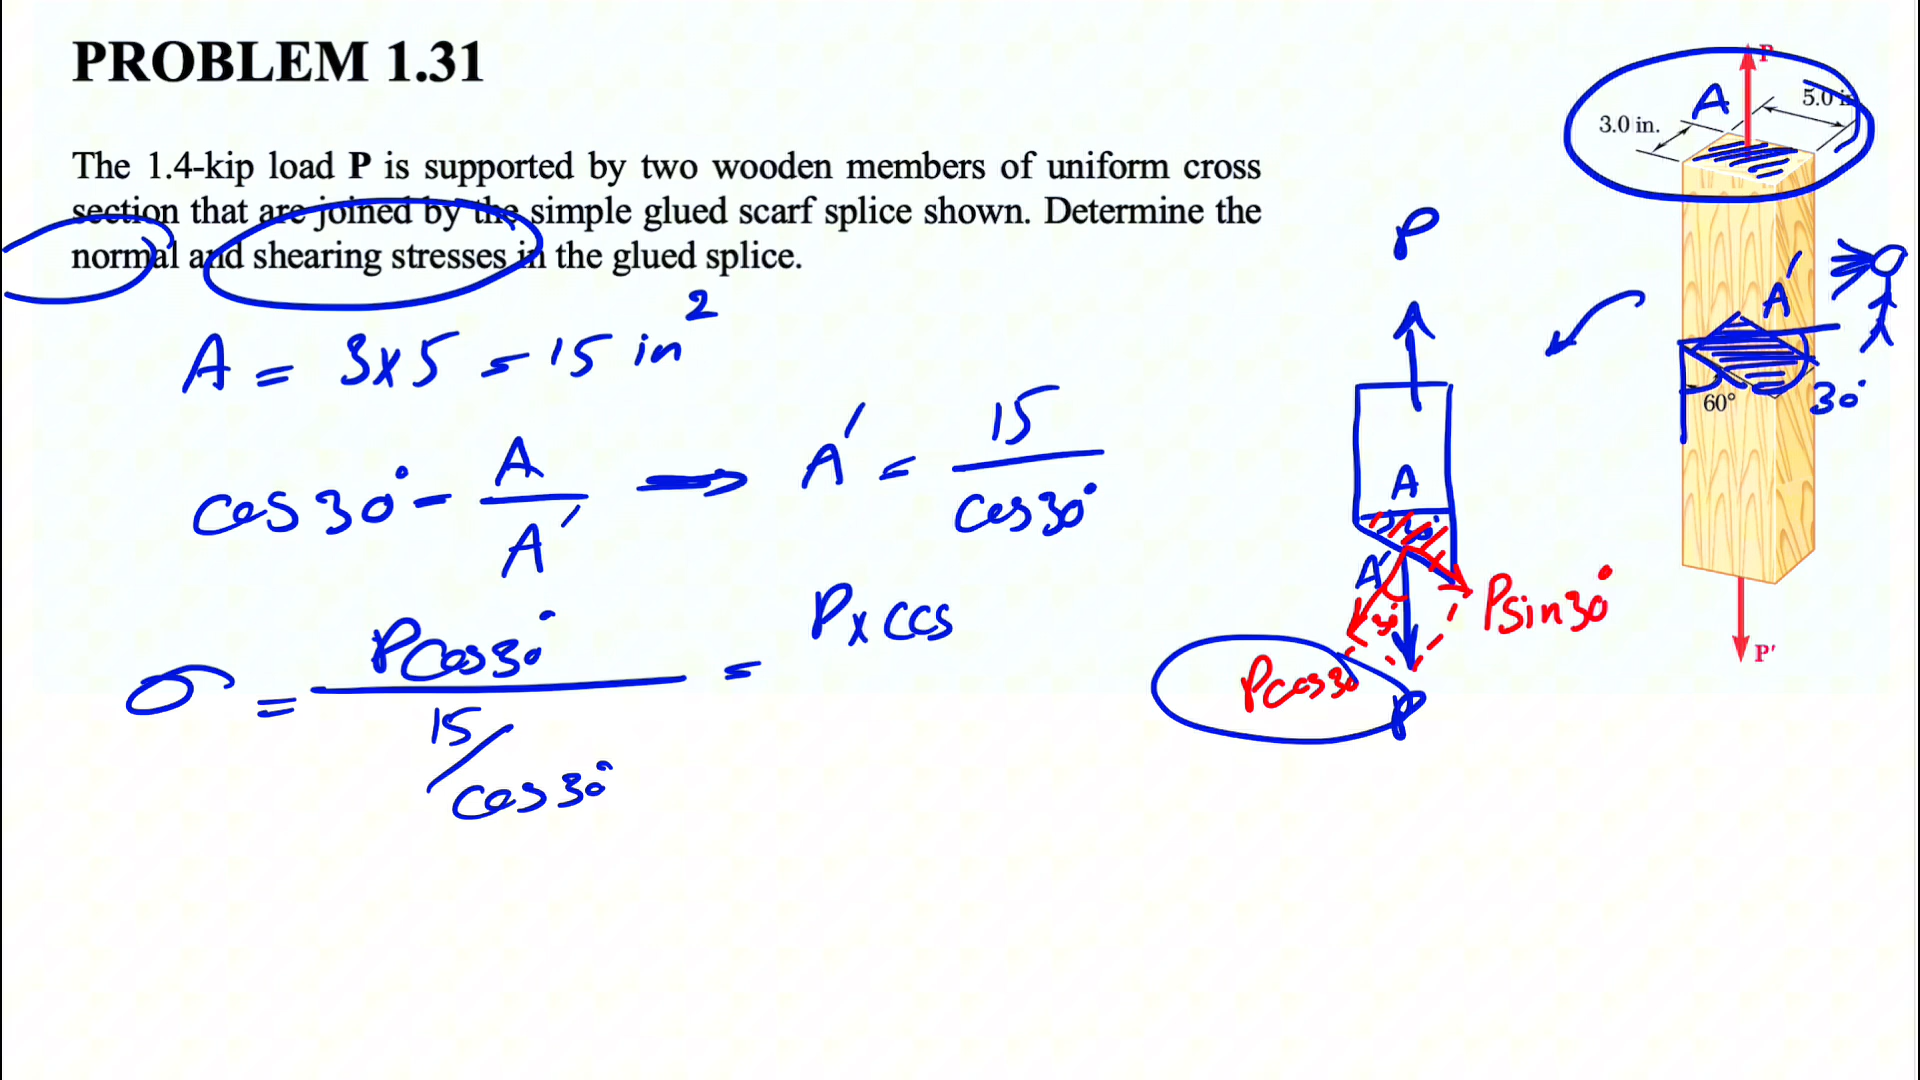 PROBLEM 1.31
The 1.4-kip load P is supported by two wooden members of uniform cross
section that are joined by the simple glued scarf splice shown. Determine the
normal and shearing stresses in the glued splice.
A = 3x5 = 15 in²
cos30° = A/A' → A' = 15/cos30°
σ = Pcos30°/15/cos30° = Px cos
P
A
A'
30°
Pcos30°
Psin30°
P
P
A
3.0 in.
5.0 in
A'
60°
30°
P'